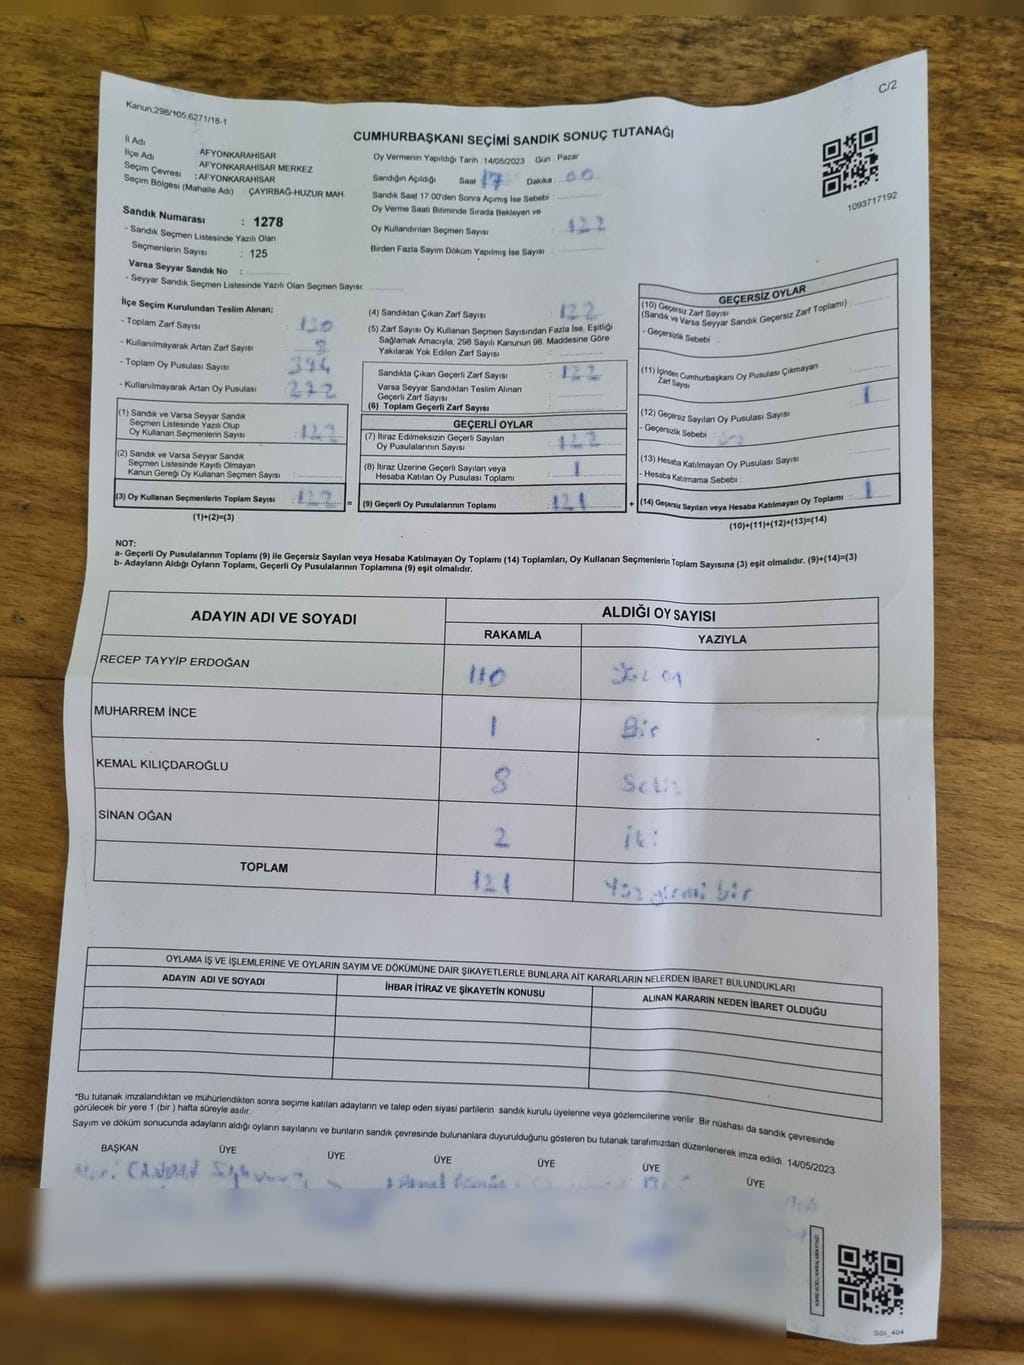 C/2
Kanun:298/105,6271/18-1
CUMHURBAŞKANI SEÇİMİ SANDIK SONUÇ TUTANAĞI
İl Adı : AFYONKARAHİSAR
İlçe Adı : AFYONKARAHİSAR MERKEZ
Seçim Çevresi : AFYONKARAHİSAR
Seçim Bölgesi (Mahalle Adı) : ÇAYIRBAĞ-HUZUR MAH.
Sandık Numarası : 1278
- Sandık Seçmen Listesinde Yazılı Olan
Seçmenlerin Sayısı : 125
Varsa Seyyar Sandık No :
- Seyyar Sandık Seçmen Listesinde Yazılı Olan Seçmen Sayısı:
Oy Vermenin Yapıldığı Tarih : 14/05/2023 Gün : Pazar
Sandığın Açıldığı Saat 17 Dakika : 00
Sandık Saat 17:00'den Sonra Açımış İse Sebebi :
Oy Verme Saati Bitiminde Sırada Bekleyen ve
Oy Kullandırılan Seçmen Sayısı : 122
Birden Fazla Sayım Döküm Yapılmış İse Sayısı :
1093717192
İlçe Seçim Kurulundan Teslim Alınan;
- Toplam Zarf Sayısı : 130
- Kullanılmayarak Artan Zarf Sayısı : 8
- Toplam Oy Pusulası Sayısı : 394
- Kullanılmayarak Artan Oy Pusulası : 272
(1) Sandık ve Varsa Seyyar Sandık
Seçmen Listesinde Yazılı Olup
Oy Kullanan Seçmenlerin Sayısı : 122
(2) Sandık ve Varsa Seyyar Sandık
Seçmen Listesinde Kayıtlı Olmayan
Kanun Gereği Oy Kullanan Seçmen Sayısı :
(3) Oy Kullanan Seçmenlerin Toplam Sayısı : 122 =
(1)+(2)=(3)
(4) Sandıktan Çıkan Zarf Sayısı : 122
(5) Zarf Sayısı Oy Kullanan Seçmen Sayısından Fazla İse, Eşitliği
Sağlamak Amacıyla, 298 Sayılı Kanunun 98. Maddesine Göre
Yakılarak Yok Edilen Zarf Sayısı :
Sandıkta Çıkan Geçerli Zarf Sayısı : 122
Varsa Seyyar Sandıktan Teslim Alınan
Geçerli Zarf Sayısı :
(6) Toplam Geçerli Zarf Sayısı :
GEÇERLİ OYLAR
(7) İtiraz Edilmeksizin Geçerli Sayılan
Oy Pusulalarının Sayısı : 122
(8) İtiraz Üzerine Geçerli Sayılan veya
Hesaba Katılan Oy Pusulası Toplamı : 1
(9) Geçerli Oy Pusulalarının Toplamı : 121 +
GEÇERSİZ OYLAR
(10) Geçersiz Zarf Sayısı
(Sandık ve Varsa Seyyar Sandık Geçersiz Zarf Toplamı) :
- Geçersizlik Sebebi :
(11) İçinden Cumhurbaşkanı Oy Pusulası Çıkmayan
Zarf Sayısı
(12) Geçersiz Sayılan Oy Pusulası Sayısı : 1
- Geçersizlik Sebebi :
(13) Hesaba Katılmayan Oy Pusulası Sayısı :
- Hesaba Katılmama Sebebi :
(14) Geçersiz Sayılan veya Hesaba Katılmayan Oy Toplamı : 1
(10)+(11)+(12)+(13)=(14)
NOT:
a- Geçerli Oy Pusulalarının Toplamı (9) ile Geçersiz Sayılan veya Hesaba Katılmayan Oy Toplamı (14) Toplamları, Oy Kullanan Seçmenlerin Toplam Sayısına (3) eşit olmalıdır. (9)+(14)=(3)
b- Adayların Aldığı Oyların Toplamı, Geçerli Oy Pusulalarının Toplamına (9) eşit olmalıdır.
ADAYIN ADI VE SOYADI
ALDIĞI OY SAYISI
RAKAMLA YAZIYLA
RECEP TAYYİP ERDOĞAN 110 Yüz on
MUHARREM İNCE 1 Bir
KEMAL KILIÇDAROĞLU 8 Sekiz
SİNAN OĞAN 2 İki
TOPLAM 121 Yüz yirmi bir
OYLAMA İŞ VE İŞLEMLERİNE VE OYLARIN SAYIM VE DÖKÜMÜNE DAİR ŞİKAYETLERLE BUNLARA AİT KARARLARIN NELERDEN İBARET BULUNDUKLARI
ADAYIN ADI VE SOYADI İHBAR İTİRAZ VE ŞİKAYETİN KONUSU ALINAN KARARIN NEDEN İBARET OLDUĞU
*Bu tutanak imzalandıktan ve mühürlendikten sonra seçime katılan adayların ve talep eden siyasi partilerin sandık kurulu üyelerine veya gözlemcilerine verilir. Bir nüshası da sandık çevresinde
görülecek bir yere 1 (bir ) hafta süreyle asılır.
Sayım ve döküm sonucunda adayların aldığı oyların sayılarını ve bunların sandık çevresinde bulunanlara duyurulduğunu gösteren bu tutanak tarafımızdan düzenlenerek imza edildi. 14/05/2023
BAŞKAN ÜYE ÜYE ÜYE ÜYE ÜYE ÜYE
SSI_404